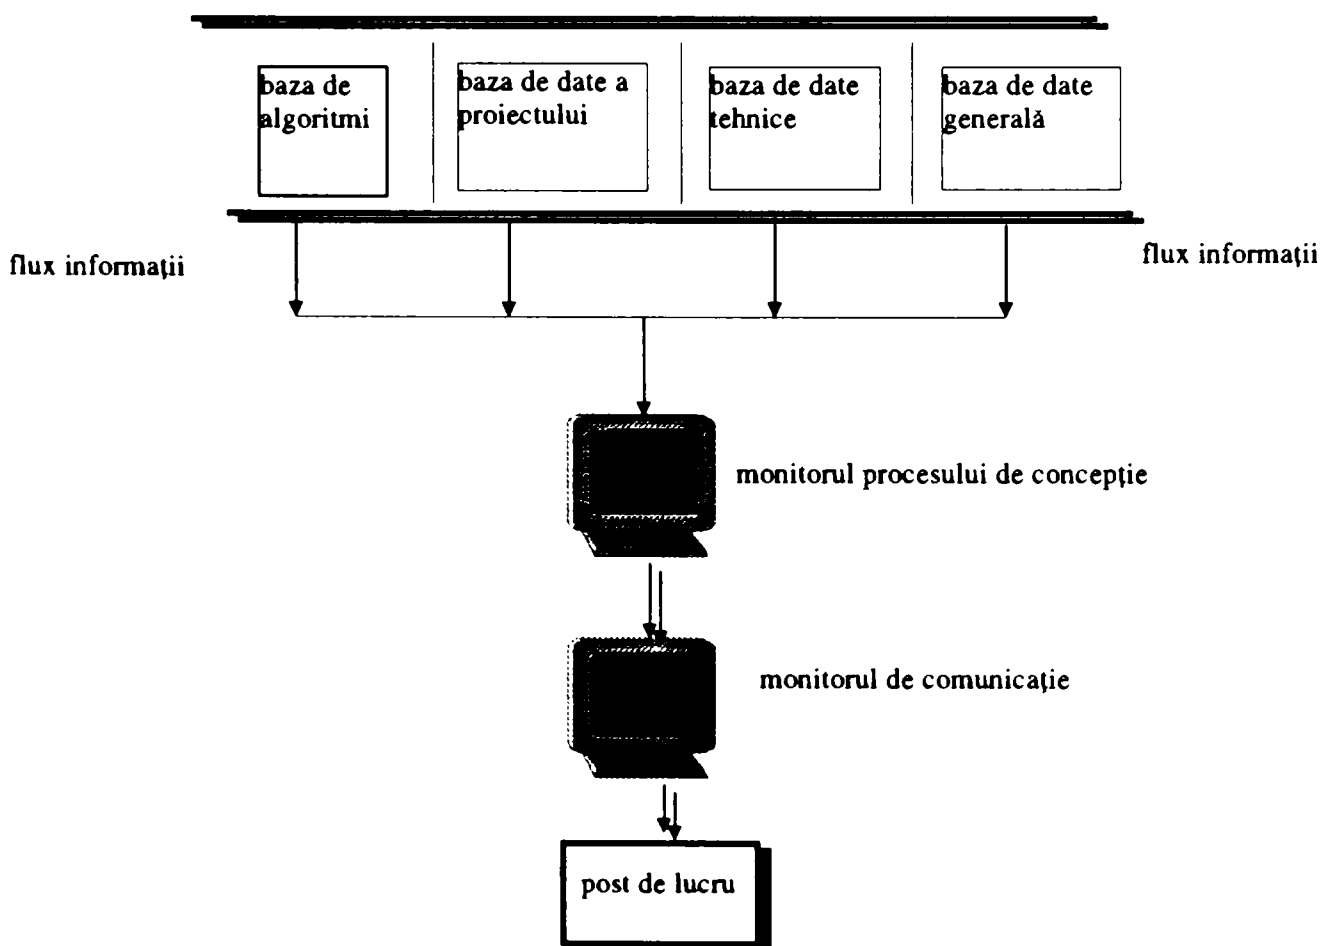 baza de
algoritmi
baza de date a
proiectului
baza de date
tehnice
baza de date
generală
flux informaţii
flux informaţii
monitorul procesului de concepţie
monitorul de comunicaţie
post de lucru